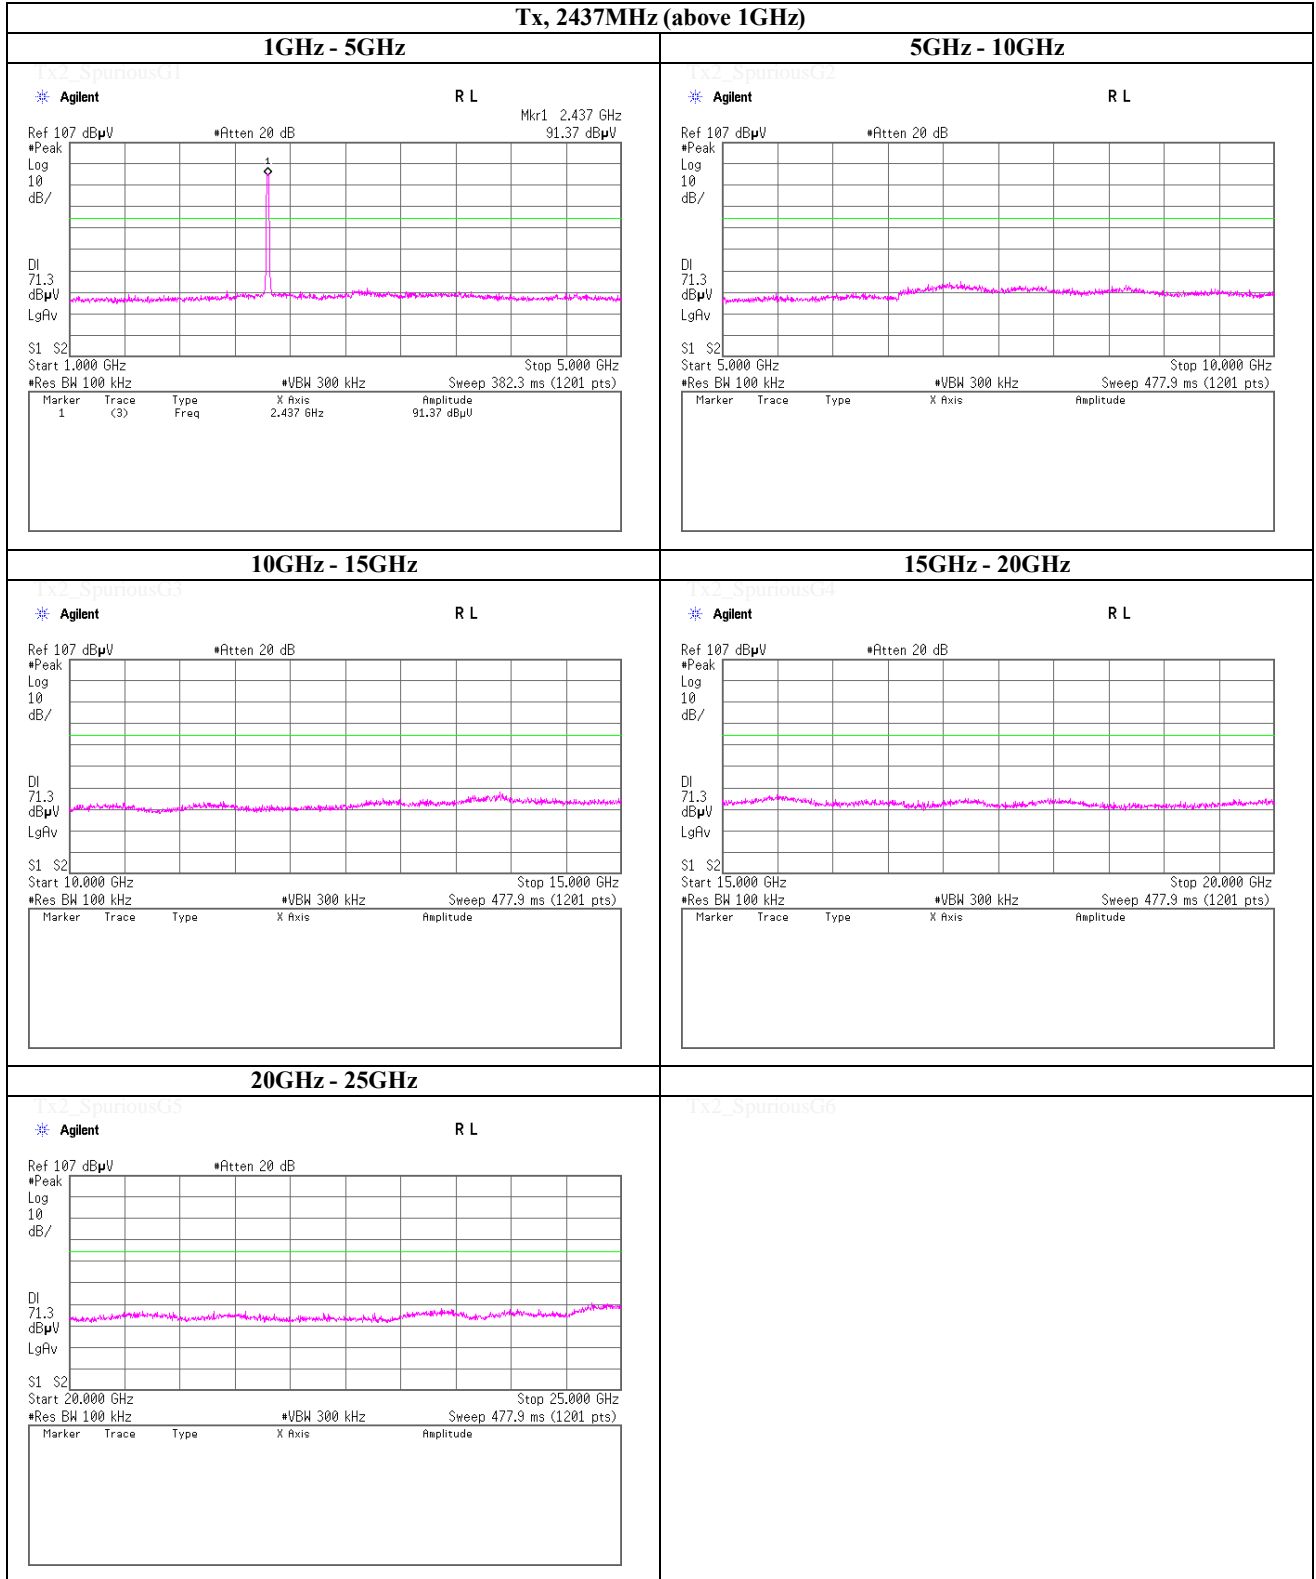 Tx, 2437MHz (above 1GHz)
1GHz - 5GHz
Tx2_SpuriousG1
Agilent R L
Mkr1 2.437 GHz
Ref 107 dBµV #Atten 20 dB 91.37 dBµV
#Peak
Log
10
dB/
1
DI
71.3
dBµV
LgAv
S1 S2
Start 1.000 GHz Stop 5.000 GHz
#Res BW 100 kHz #VBW 300 kHz Sweep 382.3 ms (1201 pts)
Marker Trace Type X Axis Amplitude
1 (3) Freq 2.437 GHz 91.37 dBµV
5GHz - 10GHz
Tx2_SpuriousG2
Agilent R L
Ref 107 dBµV #Atten 20 dB
#Peak
Log
10
dB/
DI
71.3
dBµV
LgAv
S1 S2
Start 5.000 GHz Stop 10.000 GHz
#Res BW 100 kHz #VBW 300 kHz Sweep 477.9 ms (1201 pts)
Marker Trace Type X Axis Amplitude
10GHz - 15GHz
Tx2_SpuriousG3
Agilent R L
Ref 107 dBµV #Atten 20 dB
#Peak
Log
10
dB/
DI
71.3
dBµV
LgAv
S1 S2
Start 10.000 GHz Stop 15.000 GHz
#Res BW 100 kHz #VBW 300 kHz Sweep 477.9 ms (1201 pts)
Marker Trace Type X Axis Amplitude
15GHz - 20GHz
Tx2_SpuriousG4
Agilent R L
Ref 107 dBµV #Atten 20 dB
#Peak
Log
10
dB/
DI
71.3
dBµV
LgAv
S1 S2
Start 15.000 GHz Stop 20.000 GHz
#Res BW 100 kHz #VBW 300 kHz Sweep 477.9 ms (1201 pts)
Marker Trace Type X Axis Amplitude
20GHz - 25GHz
Tx2_SpuriousG5
Agilent R L
Ref 107 dBµV #Atten 20 dB
#Peak
Log
10
dB/
DI
71.3
dBµV
LgAv
S1 S2
Start 20.000 GHz Stop 25.000 GHz
#Res BW 100 kHz #VBW 300 kHz Sweep 477.9 ms (1201 pts)
Marker Trace Type X Axis Amplitude
Tx2_SpuriousG6